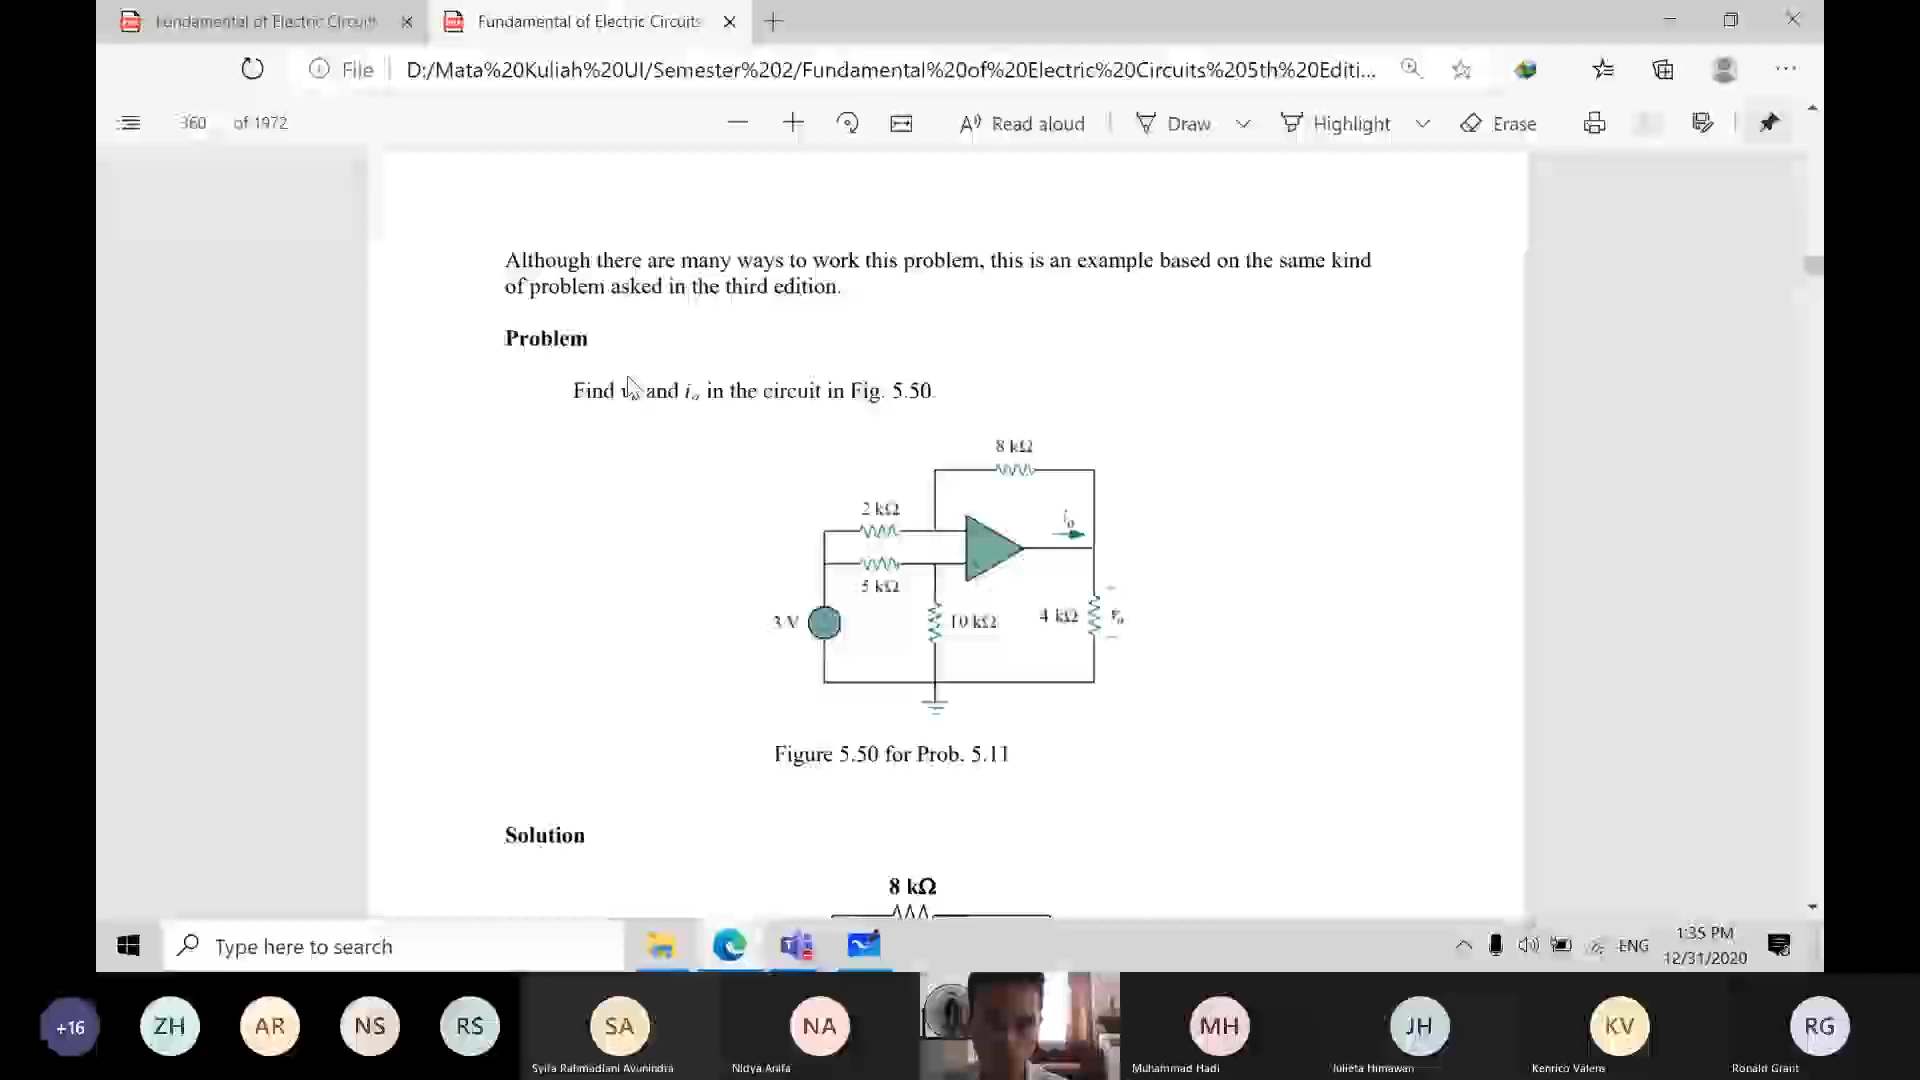 Fundamental of Electric Circuits
Fundamental of Electric Circuits
File
D:/Mata%20Kuliah%20UI/Semester%202/Fundamental%20of%20Electric%20Circuits%205th%20Editi...
360 of 1972
Read aloud
Draw
Highlight
Erase
Although there are many ways to work this problem, this is an example based on the same kind
of problem asked in the third edition.
Problem
Find vₒ and iₒ in the circuit in Fig. 5.50.
8 kΩ
2 kΩ
iₒ
5 kΩ
3 V
10 kΩ
4 kΩ
vₒ
Figure 5.50 for Prob. 5.11
Solution
8 kΩ
Type here to search
ENG
1:35 PM
12/31/2020
+16
ZH
AR
NS
RS
SA
NA
MH
JH
KV
RG
Syifa Rahmadiani Avunindra
Nidya Anifa
Muhammad Hadi
Julieta Himawan
Kenrico Valens
Ronald Grant